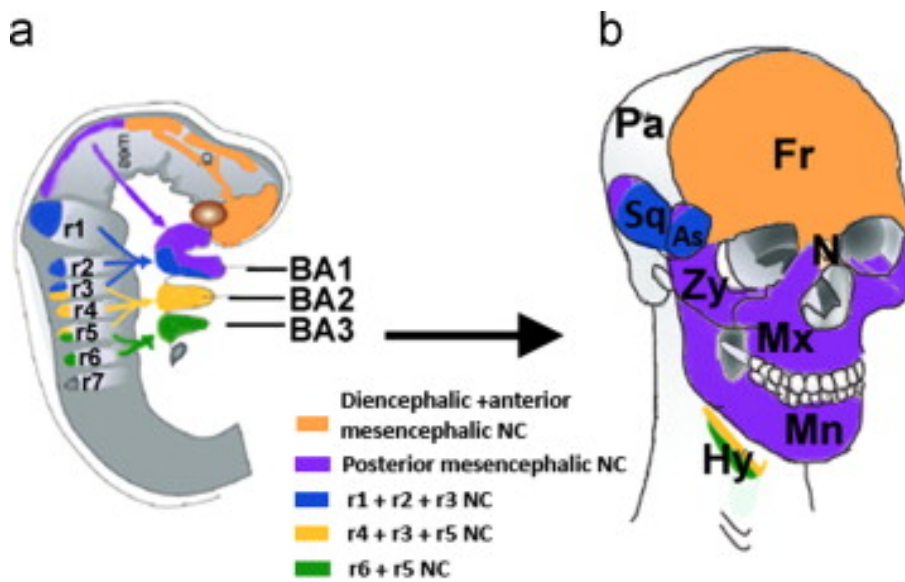 a
b
mes
r1
r2
r3
r4
r5
r6
r7
BA1
BA2
BA3
Diencephalic +anterior
mesencephalic NC
Posterior mesencephalic NC
r1 + r2 + r3 NC
r4 + r3 + r5 NC
r6 + r5 NC
Pa
Fr
Sq
As
N
Zy
Mx
Mn
Hy